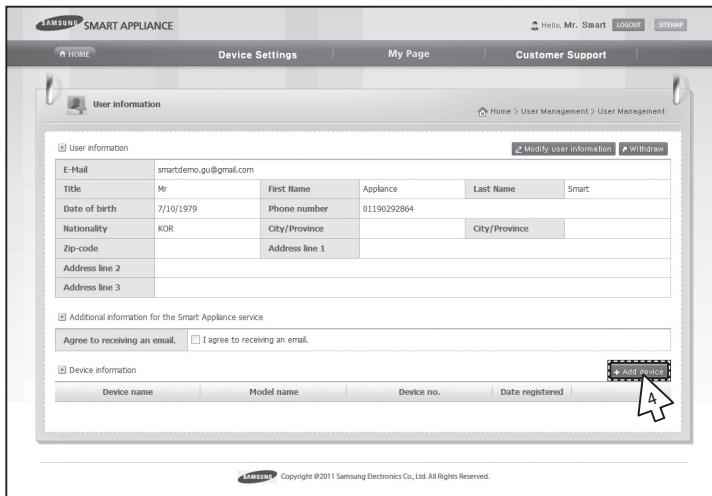 SAMSUNG SMART APPLIANCE Hello, Mr. Smart LOGOUT SITEMAP
HOME Device Settings My Page Customer Support
User information Home > User Management > User Management
User information Modify user information Withdraw
E-Mail smartdemo.gu@gmail.com
Title Mr First Name Appliance Last Name Smart
Date of birth 7/10/1979 Phone number 01190292864
Nationality KOR City/Province City/Province
Zip-code Address line 1
Address line 2
Address line 3
Additional information for the Smart Appliance service
Agree to receiving an email. I agree to receiving an email.
Device information + Add device
4
Device name Model name Device no. Date registered
SAMSUNG Copyright @2011 Samsung Electronics Co., Ltd. All Rights Reserved.